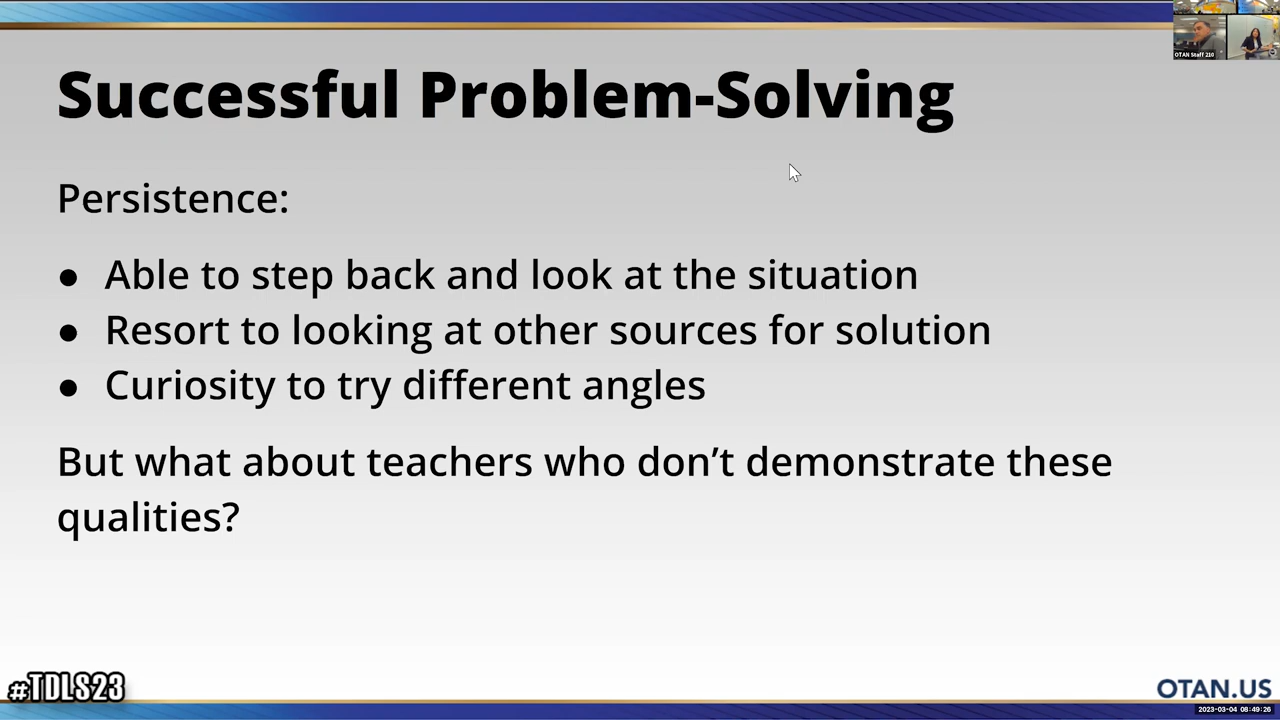 OTAN Staff 210
Successful Problem-Solving
Persistence:
● Able to step back and look at the situation
● Resort to looking at other sources for solution
● Curiosity to try different angles
But what about teachers who don’t demonstrate these
qualities?
#TDLS23
OTAN.US
2023-03-04 08:49:26